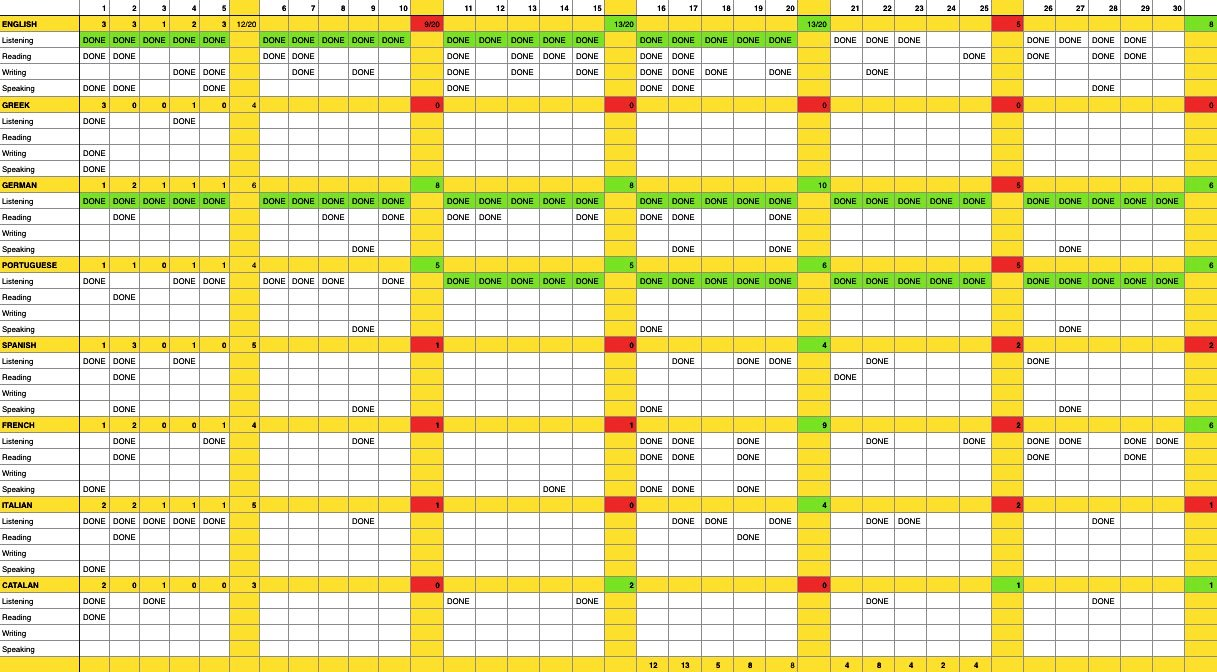 1 2 3 4 5 6 7 8 9 10 11 12 13 14 15 16 17 18 19 20 21 22 23 24 25 26 27 28 29 30
ENGLISH 3 3 1 2 3 12/20 9/20 13/20 13/20 5 8
Listening DONE DONE DONE DONE DONE DONE DONE DONE DONE DONE DONE DONE DONE DONE DONE DONE DONE DONE DONE DONE DONE DONE DONE DONE DONE DONE DONE
Reading DONE DONE DONE DONE DONE DONE DONE DONE DONE DONE DONE DONE DONE DONE
Writing DONE DONE DONE DONE DONE DONE DONE DONE DONE DONE DONE DONE
Speaking DONE DONE DONE DONE DONE DONE DONE
GREEK 3 0 0 1 0 4 0 0 0 0 0
Listening DONE DONE
Reading
Writing DONE
Speaking DONE
GERMAN 1 2 1 1 1 6 8 8 10 5 6
Listening DONE DONE DONE DONE DONE DONE DONE DONE DONE DONE DONE DONE DONE DONE DONE DONE DONE DONE DONE DONE DONE DONE DONE DONE DONE DONE DONE DONE DONE DONE
Reading DONE DONE DONE DONE DONE DONE DONE DONE DONE
Writing
Speaking DONE DONE DONE DONE
PORTUGUESE 1 1 0 1 1 4 5 5 6 5 6
Listening DONE DONE DONE DONE DONE DONE DONE DONE DONE DONE DONE DONE DONE DONE DONE DONE DONE DONE DONE DONE DONE DONE DONE DONE DONE DONE DONE
Reading DONE
Writing
Speaking DONE DONE DONE
SPANISH 1 3 0 1 0 5 1 0 4 2 2
Listening DONE DONE DONE DONE DONE DONE DONE DONE
Reading DONE DONE
Writing
Speaking DONE DONE DONE DONE
FRENCH 1 2 0 0 1 4 1 1 9 2 6
Listening DONE DONE DONE DONE DONE DONE DONE DONE DONE DONE DONE DONE
Reading DONE DONE DONE DONE DONE DONE
Writing
Speaking DONE DONE DONE DONE DONE
ITALIAN 2 2 1 1 1 5 1 0 4 2 1
Listening DONE DONE DONE DONE DONE DONE DONE DONE DONE DONE DONE DONE
Reading DONE DONE
Writing
Speaking DONE
CATALAN 2 0 1 0 0 3 0 2 0 1 1
Listening DONE DONE DONE DONE DONE DONE
Reading DONE
Writing
Speaking
12 13 5 8 8 4 8 4 2 4